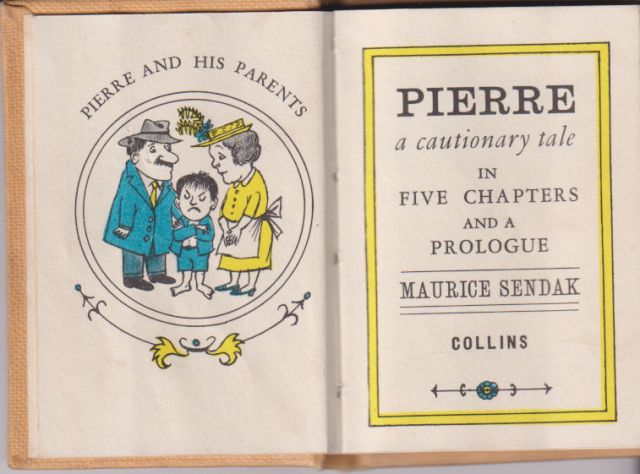 PIERRE AND HIS PARENTS
PIERRE
a cautionary tale
IN
FIVE CHAPTERS
AND A
PROLOGUE
MAURICE SENDAK
COLLINS